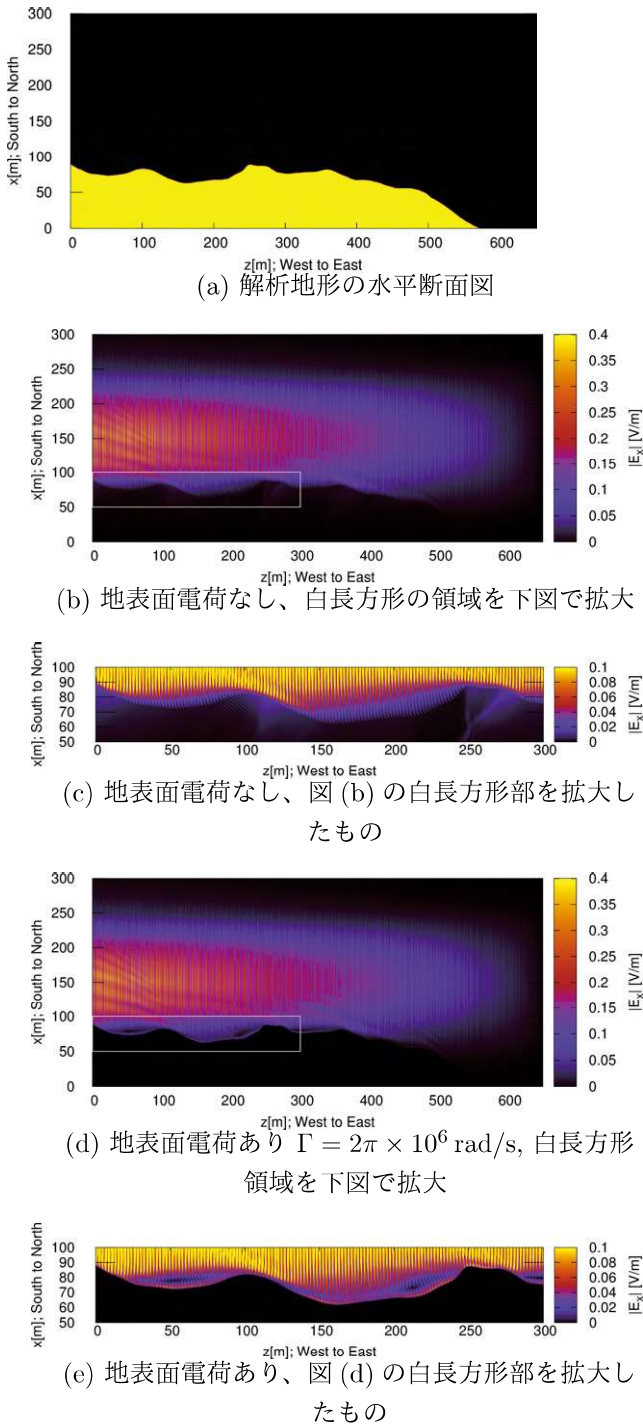 300
250
200
150
100
50
0
x[m]; South to North
0 100 200 300 400 500 600
z[m]; West to East
(a) 解析地形の水平断面図
300
250
200
150
100
50
0
x[m]; South to North
0 100 200 300 400 500 600
z[m]; West to East
0.4
0.35
0.3
0.25
0.2
0.15
0.1
0.05
0
|Ex| [V/m]
(b) 地表面電荷なし、白長方形の領域を下図で拡大
100
90
80
70
60
50
x[m]; South to North
0 50 100 150 200 250 300
z[m]; West to East
0.1
0.08
0.06
0.04
0.02
0
|Ex| [V/m]
(c) 地表面電荷なし、図 (b) の白長方形部を拡大し
たもの
300
250
200
150
100
50
0
x[m]; South to North
0 100 200 300 400 500 600
z[m]; West to East
0.4
0.35
0.3
0.25
0.2
0.15
0.1
0.05
0
|Ex| [V/m]
(d) 地表面電荷あり Γ = 2π × 10⁶ rad/s, 白長方形
領域を下図で拡大
100
90
80
70
60
50
x[m]; South to North
0 50 100 150 200 250 300
z[m]; West to East
0.1
0.08
0.06
0.04
0.02
0
|Ex| [V/m]
(e) 地表面電荷あり、図 (d) の白長方形部を拡大し
たもの